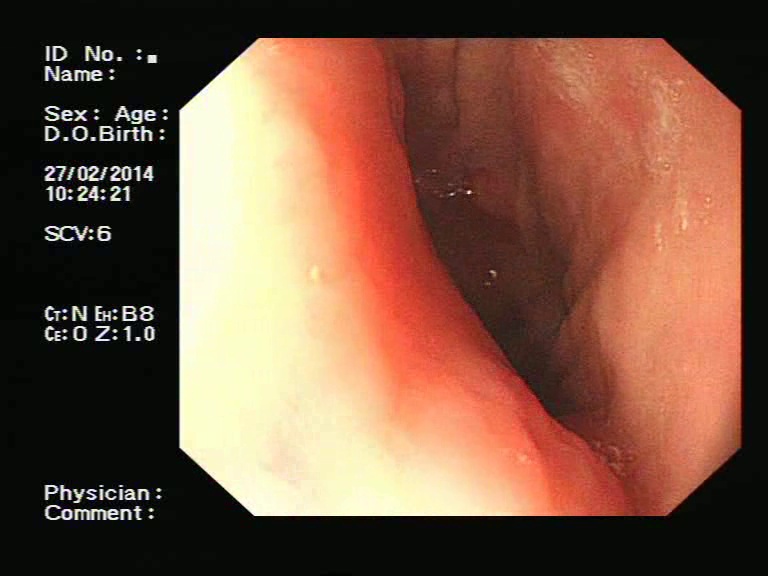 ID No. :
Name:
Sex: Age:
D.O.Birth:
27/02/2014
10:24:21
SCV:6
CT:N EH:B8
CE:0 Z:1.0
Physician:
Comment: